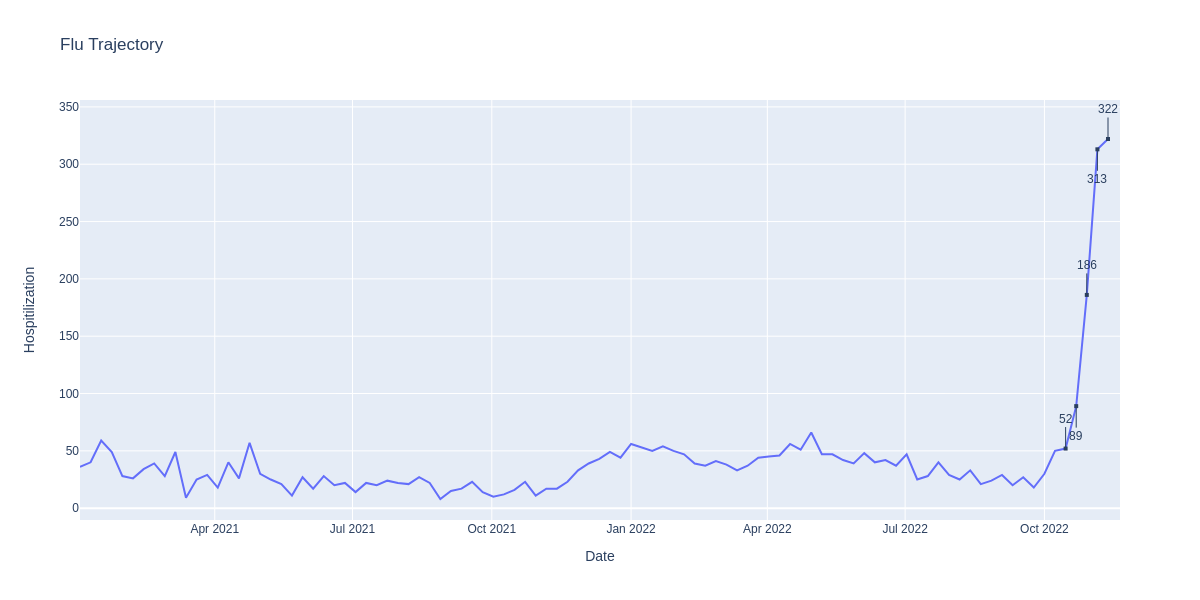 Flu Trajectory
350
300
250
200
150
100
50
0
Hospitilization
322
313
186
52
89
Apr 2021
Jul 2021
Oct 2021
Jan 2022
Apr 2022
Jul 2022
Oct 2022
Date